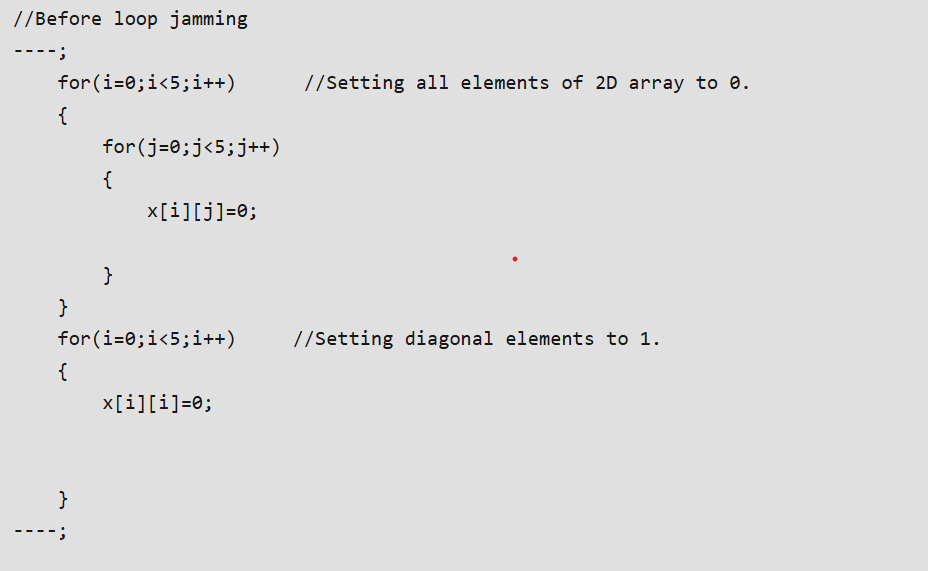 //Before loop jamming
----;
    for(i=0;i<5;i++)      //Setting all elements of 2D array to 0.
    {
        for(j=0;j<5;j++)
        {
            x[i][j]=0;
        }
    }
    for(i=0;i<5;i++)     //Setting diagonal elements to 1.
    {
        x[i][i]=0;
    }
----;